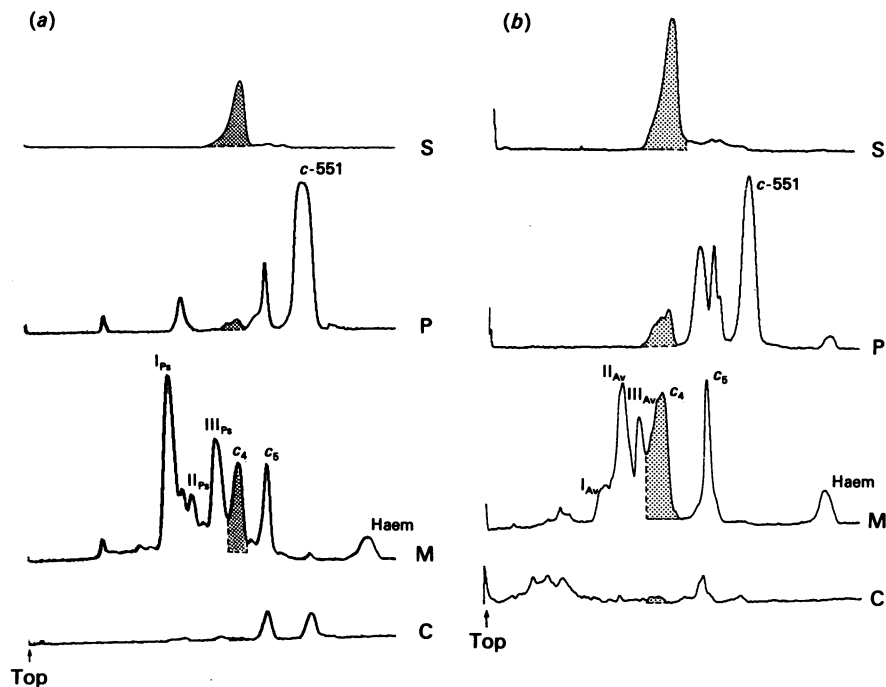 (a)
S
c-551
P
I_Ps
II_Ps
III_Ps
c_4
c_5
Haem
M
C
Top
(b)
S
c-551
P
I_Av
II_Av
III_Av
c_4
c_5
Haem
M
C
Top